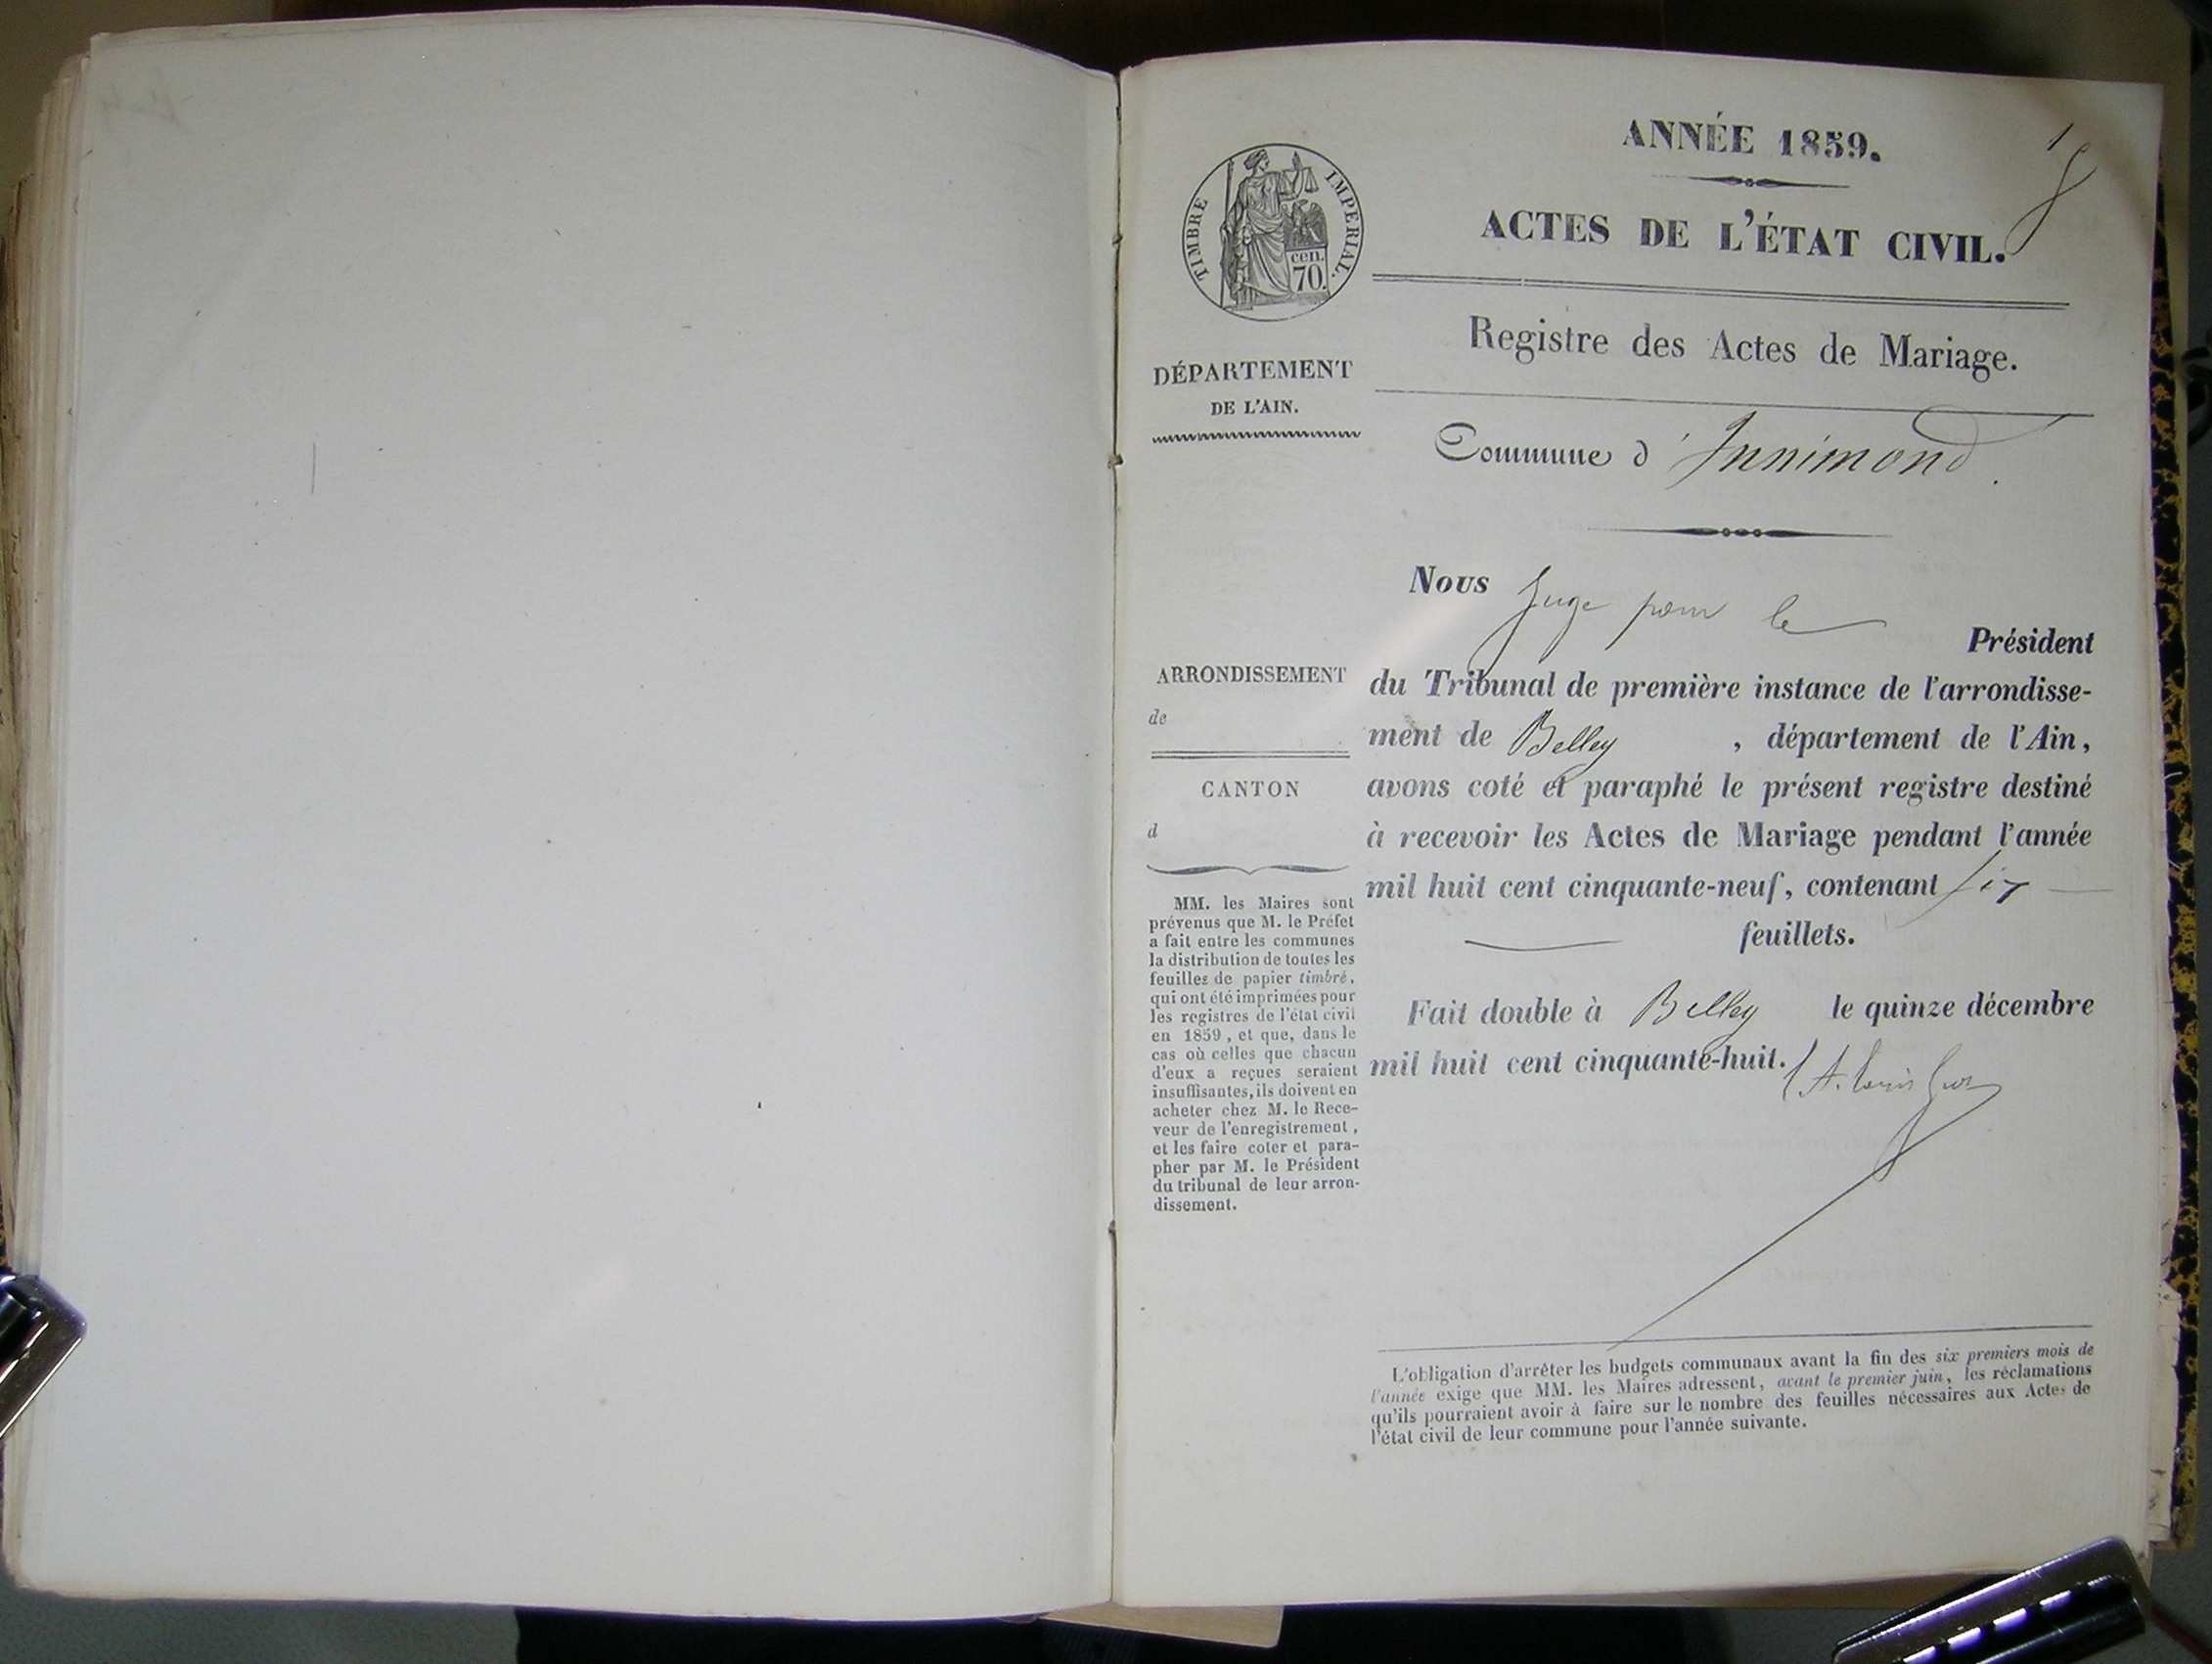 ANNÉE 1859.
1
ACTES DE L'ÉTAT CIVIL.
TIMBRE IMPERIAL.
cen.
70.
Registre des Actes de Mariage.
DÉPARTEMENT
DE L'AIN.
Commune d'Innimond.
Nous Juge pour le
Président
du Tribunal de première instance de l'arrondisse-
ment de Belley, département de l'Ain,
avons coté et paraphé le présent registre destiné
à recevoir les Actes de Mariage pendant l'année
mil huit cent cinquante-neuf, contenant six
feuillets.
Fait double à Belley le quinze décembre
mil huit cent cinquante-huit.
ARRONDISSEMENT
de
CANTON
d
MM. les Maires sont
prévenus que M. le Préfet
a fait entre les communes
la distribution de toutes les
feuilles de papier timbré,
qui ont été imprimées pour
les registres de l'état civil
en 1859, et que, dans le
cas où celles que chacun
d'eux a reçues seraient
insuffisantes, ils doivent en
acheter chez M. le Rece-
veur de l'enregistrement,
et les faire coter et para-
pher par M. le Président
du tribunal de leur arron-
dissement.
L'obligation d'arrêter les budgets communaux avant la fin des six premiers mois de
l'année exige que MM. les Maires adressent, avant le premier juin, les réclamations
qu'ils pourraient avoir à faire sur le nombre des feuilles nécessaires aux Actes de
l'état civil de leur commune pour l'année suivante.